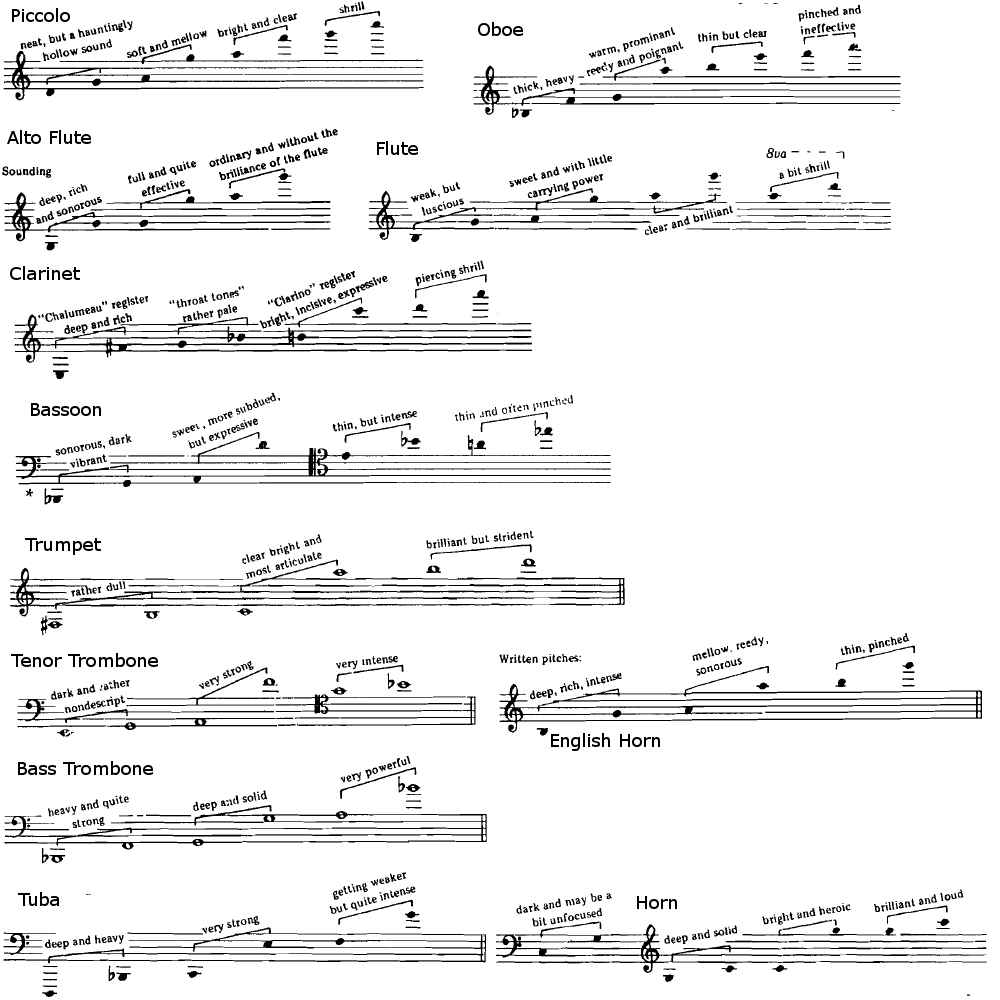 Piccolo
neat, but a hauntingly
hollow sound
soft and mellow
bright and clear
shrill
Oboe
thick, heavy
warm, prominant
reedy and poignant
thin but clear
pinched and
ineffective
Alto Flute
Sounding
deep, rich
and sonorous
full and quite
effective
ordinary and without the
brilliance of the flute
Flute
weak, but
luscious
sweet and with little
carrying power
clear and brilliant
8va
a bit shrill
Clarinet
"Chalumeau" register
deep and rich
"throat tones"
rather pale
"Clarino" register
bright, incisive, expressive
piercing shrill
Bassoon
*
sonorous, dark
vibrant
sweet, more subdued,
but expressive
thin, but intense
thin and often pinched
Trumpet
rather dull
clear bright and
most articulate
brilliant but strident
Tenor Trombone
dark and rather
nondescript
very strong
very intense
Written pitches:
deep, rich, intense
mellow, reedy,
sonorous
thin, pinched
English Horn
Bass Trombone
heavy and quite
strong
deep and solid
very powerful
Tuba
deep and heavy
very strong
getting weaker
but quite intense
Horn
dark and may be a
bit unfocused
deep and solid
bright and heroic
brilliant and loud